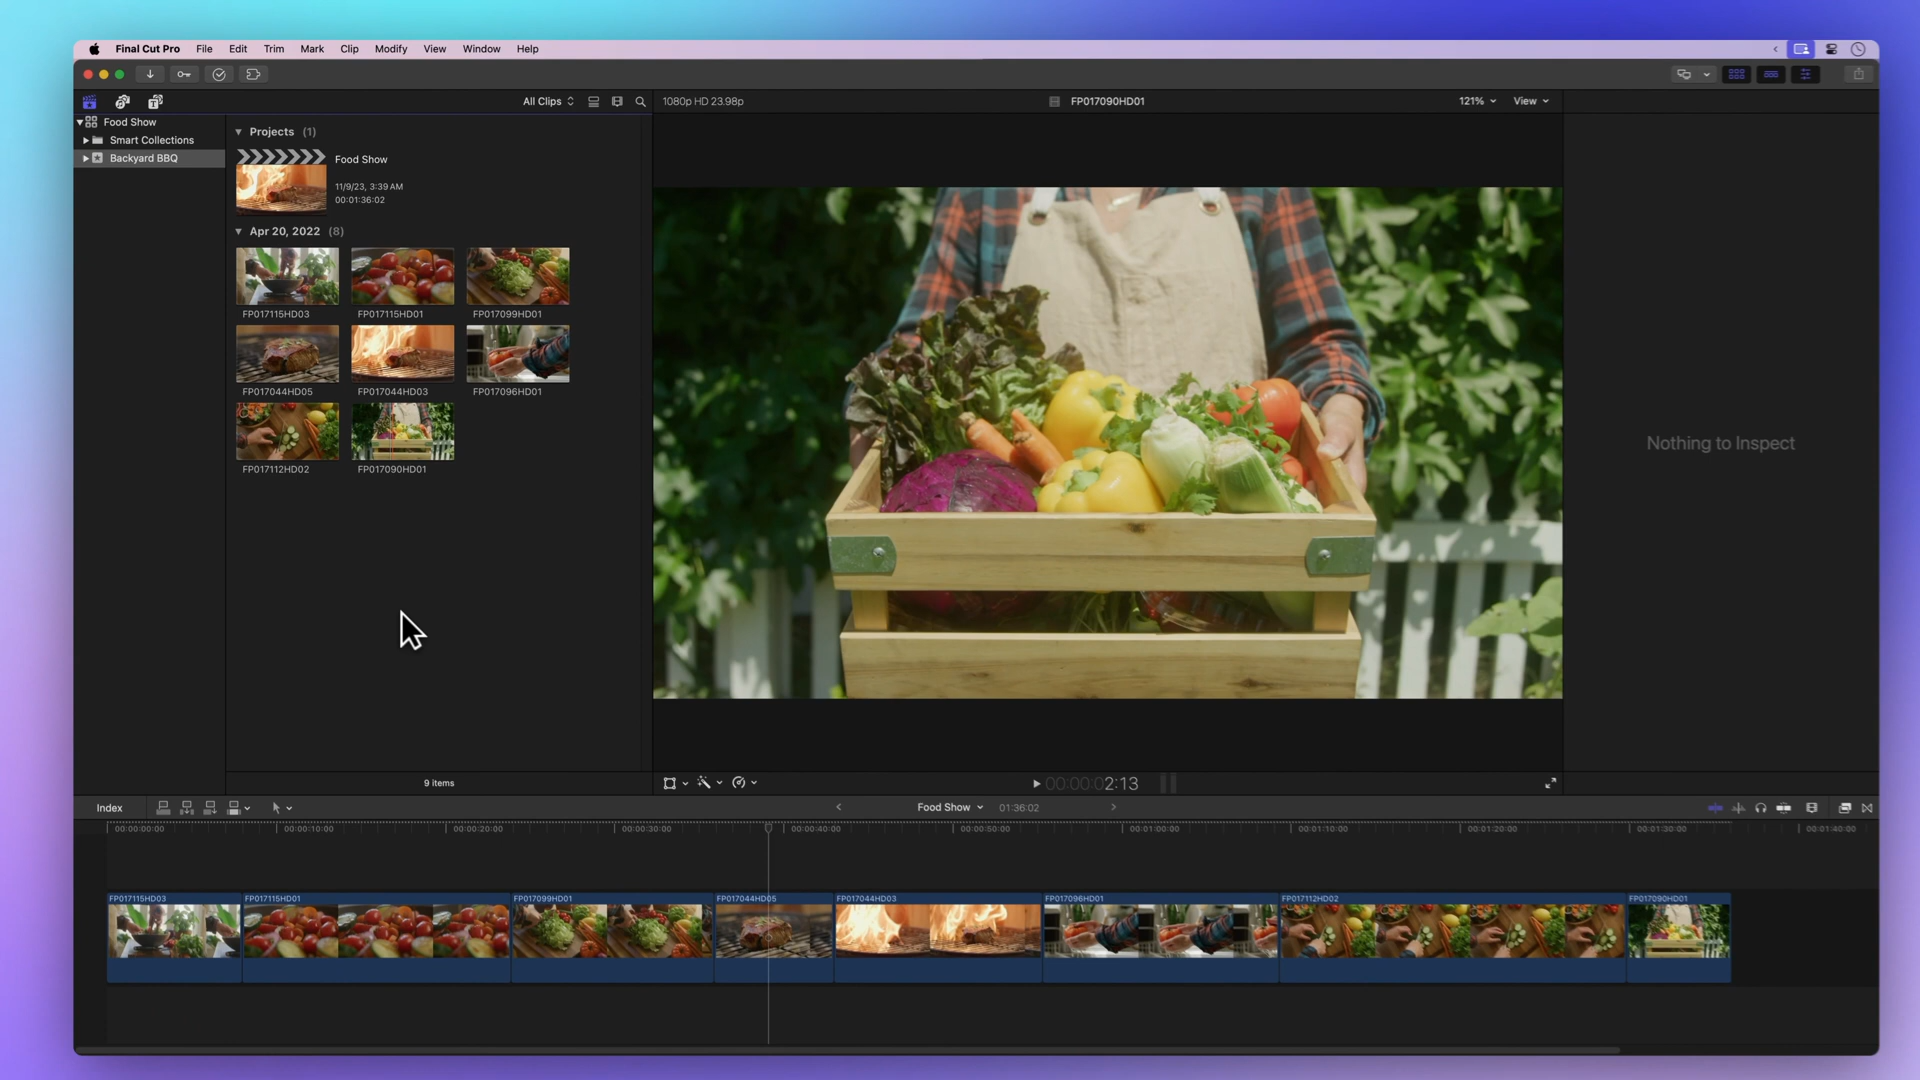 Final Cut Pro File Edit Trim Mark Clip Modify View Window Help
All Clips
1080p HD 23.98p
FP017090HD01
121%
View
Food Show
Smart Collections
Backyard BBQ
Projects (1)
Food Show
11/9/23, 3:39 AM
00:01:36:02
Apr 20, 2022 (8)
FP017115HD03
FP017115HD01
FP017099HD01
FP017044HD05
FP017044HD03
FP017096HD01
FP017112HD02
FP017090HD01
9 items
Nothing to Inspect
00:00:02:13
Index
Food Show
01:36:02
00:00:00:00 00:00:10:00 00:00:20:00 00:00:30:00 00:00:40:00 00:00:50:00 00:01:00:00 00:01:10:00 00:01:20:00 00:01:30:00 00:01:40:00
FP017115HD03 FP017115HD01 FP017099HD01 FP017044HD05 FP017044HD03 FP017096HD01 FP017112HD02 FP017090HD01